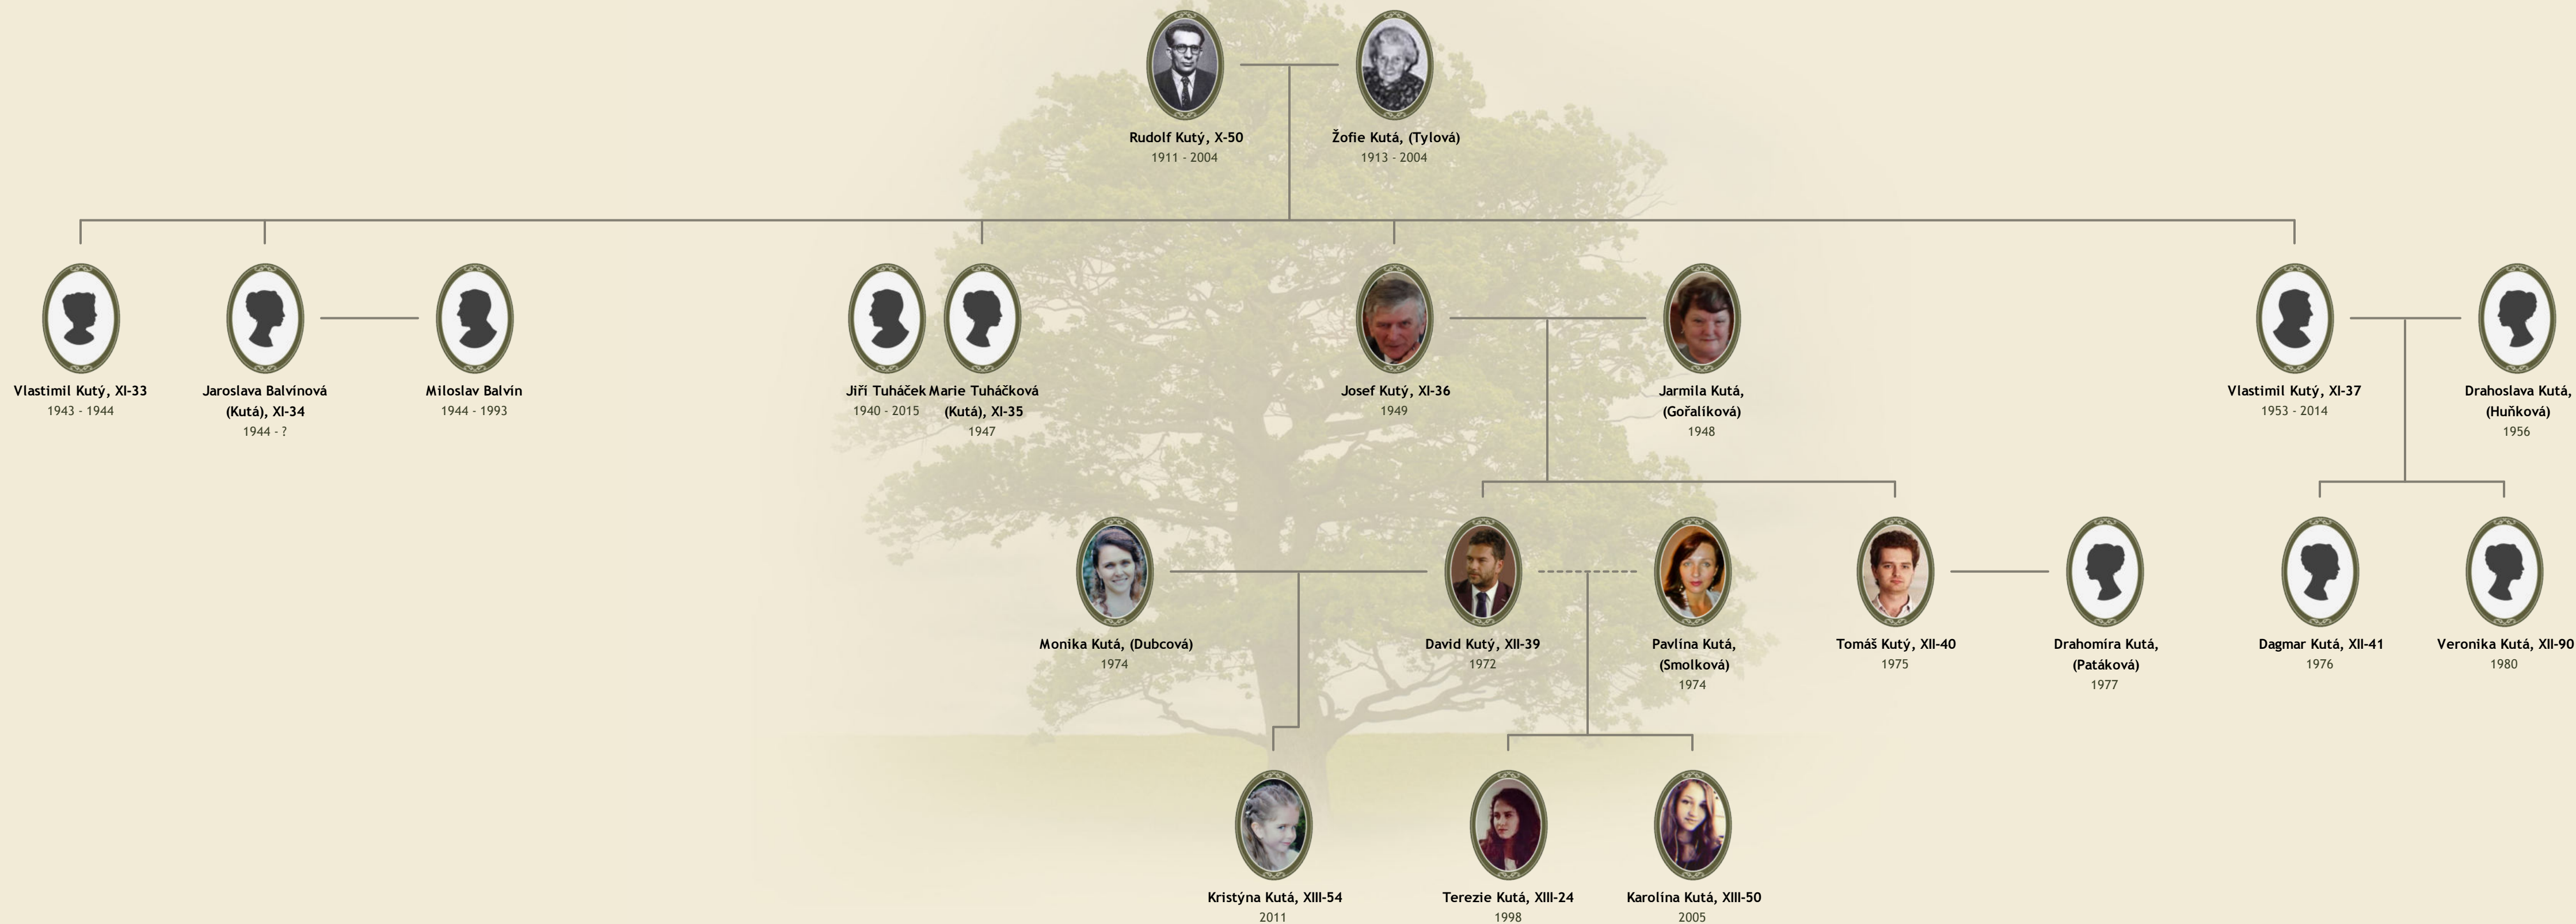 Rudolf Kutý, X-50
1911 - 2004
Žofie Kutá, (Tylová)
1913 - 2004
Vlastimil Kutý, XI-33
1943 - 1944
Jaroslava Balvínová
(Kutá), XI-34
1944 - ?
Miloslav Balvín
1944 - 1993
Jiří Tuháček
1940 - 2015
Marie Tuháčková
(Kutá), XI-35
1947
Josef Kutý, XI-36
1949
Jarmila Kutá,
(Gořalíková)
1948
Vlastimil Kutý, XI-37
1953 - 2014
Drahoslava Kutá,
(Huňková)
1956
Monika Kutá, (Dubcová)
1974
David Kutý, XII-39
1972
Pavlína Kutá,
(Smolková)
1974
Tomáš Kutý, XII-40
1975
Drahomíra Kutá,
(Patáková)
1977
Dagmar Kutá, XII-41
1976
Veronika Kutá, XII-90
1980
Kristýna Kutá, XIII-54
2011
Terezie Kutá, XIII-24
1998
Karolína Kutá, XIII-50
2005